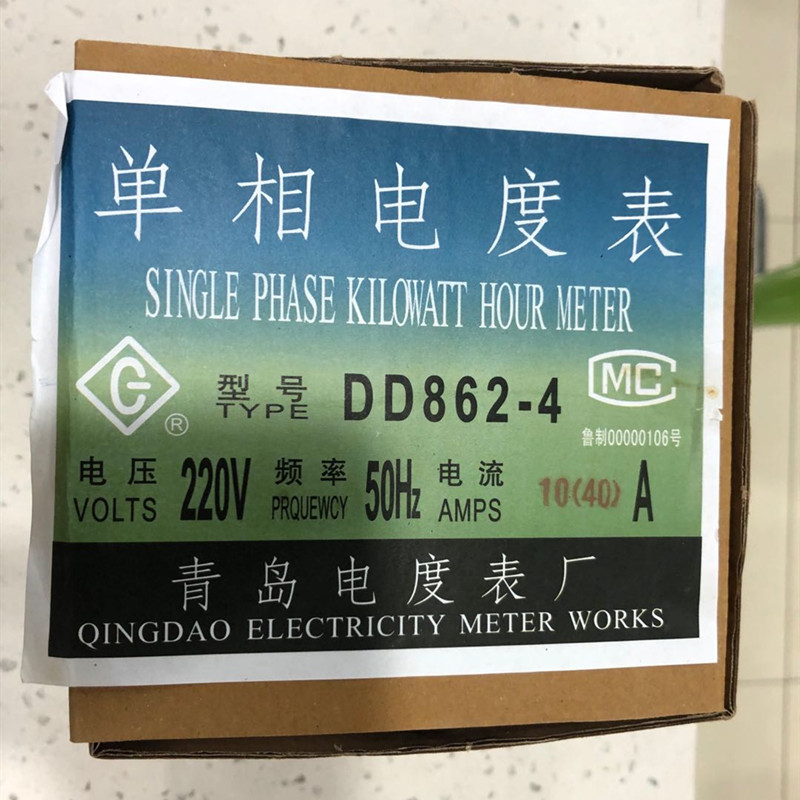 单相电度表
SINGLE PHASE KILOWATT HOUR METER
G ®
型号 TYPE DD862-4
MC
鲁制00000106号
电压 VOLTS 220V 频率 PRQUEWCY 50Hz 电流 AMPS 10(40) A
青岛电度表厂
QINGDAO ELECTRICITY METER WORKS